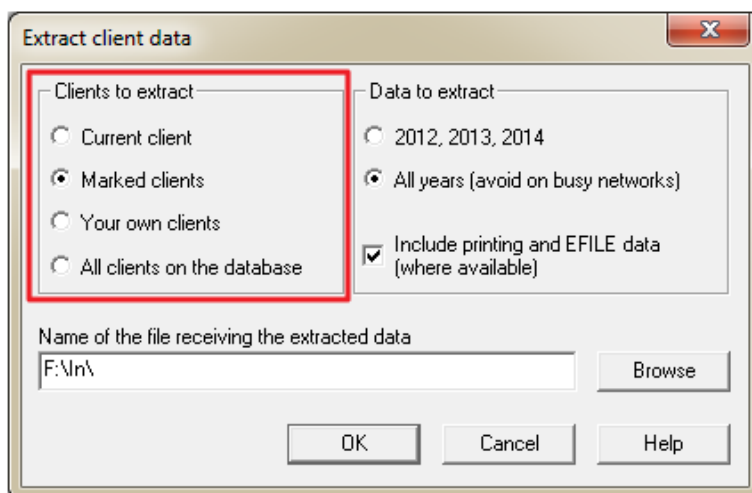 Extract client data
Clients to extract
Current client
Marked clients
Your own clients
All clients on the database
Data to extract
2012, 2013, 2014
All years (avoid on busy networks)
Include printing and EFILE data
(where available)
Name of the file receiving the extracted data
F:\In\
Browse
OK
Cancel
Help